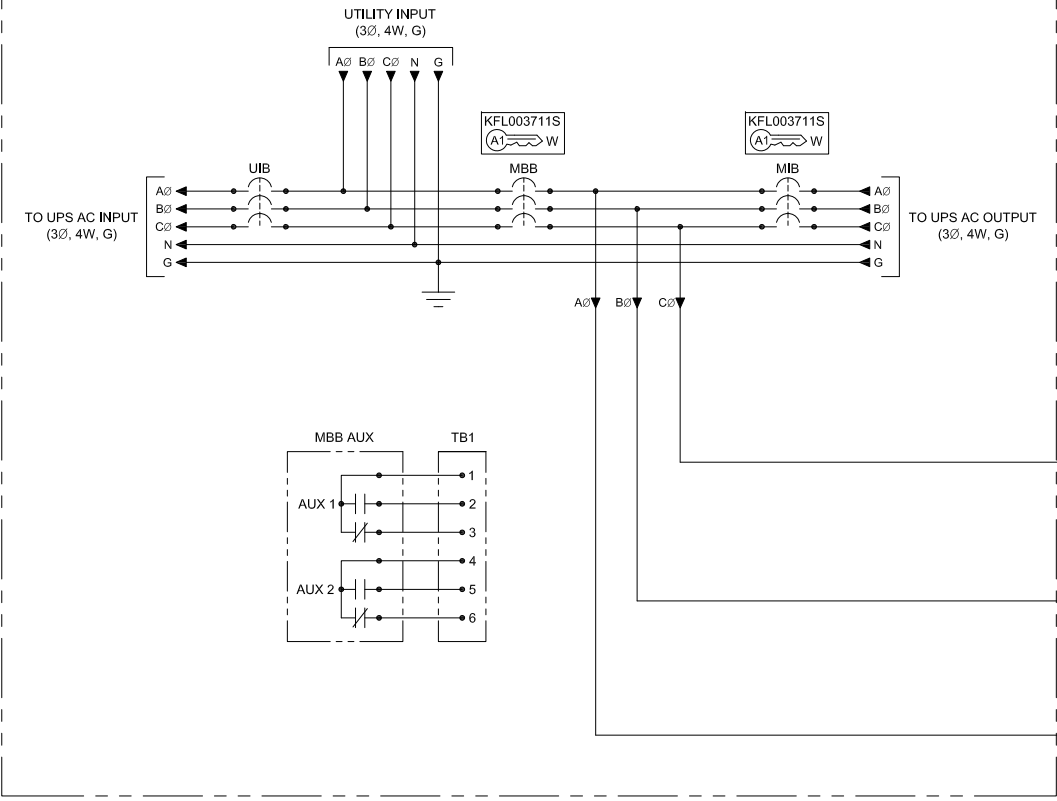 UTILITY INPUT
(3Ø, 4W, G)
AØ BØ CØ N G
KFL003711S
A1 W
KFL003711S
A1 W
UIB
MBB
MIB
TO UPS AC INPUT
(3Ø, 4W, G)
AØ
BØ
CØ
N
G
AØ
BØ
CØ
N
G
TO UPS AC OUTPUT
(3Ø, 4W, G)
AØ BØ CØ
MBB AUX
TB1
AUX 1
1
2
3
AUX 2
4
5
6